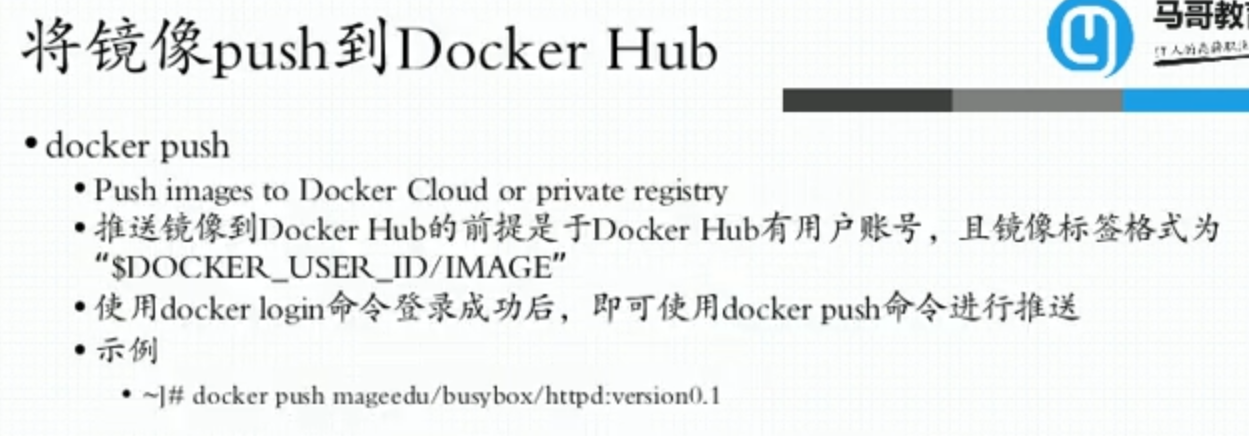 将镜像push到Docker Hub
马哥教
• docker push
• Push images to Docker Cloud or private registry
• 推送镜像到Docker Hub的前提是于Docker Hub有用户账号，且镜像标签格式为
“$DOCKER_USER_ID/IMAGE”
• 使用docker login命令登录成功后，即可使用docker push命令进行推送
• 示例
• ~]# docker push mageedu/busybox/httpd:version0.1